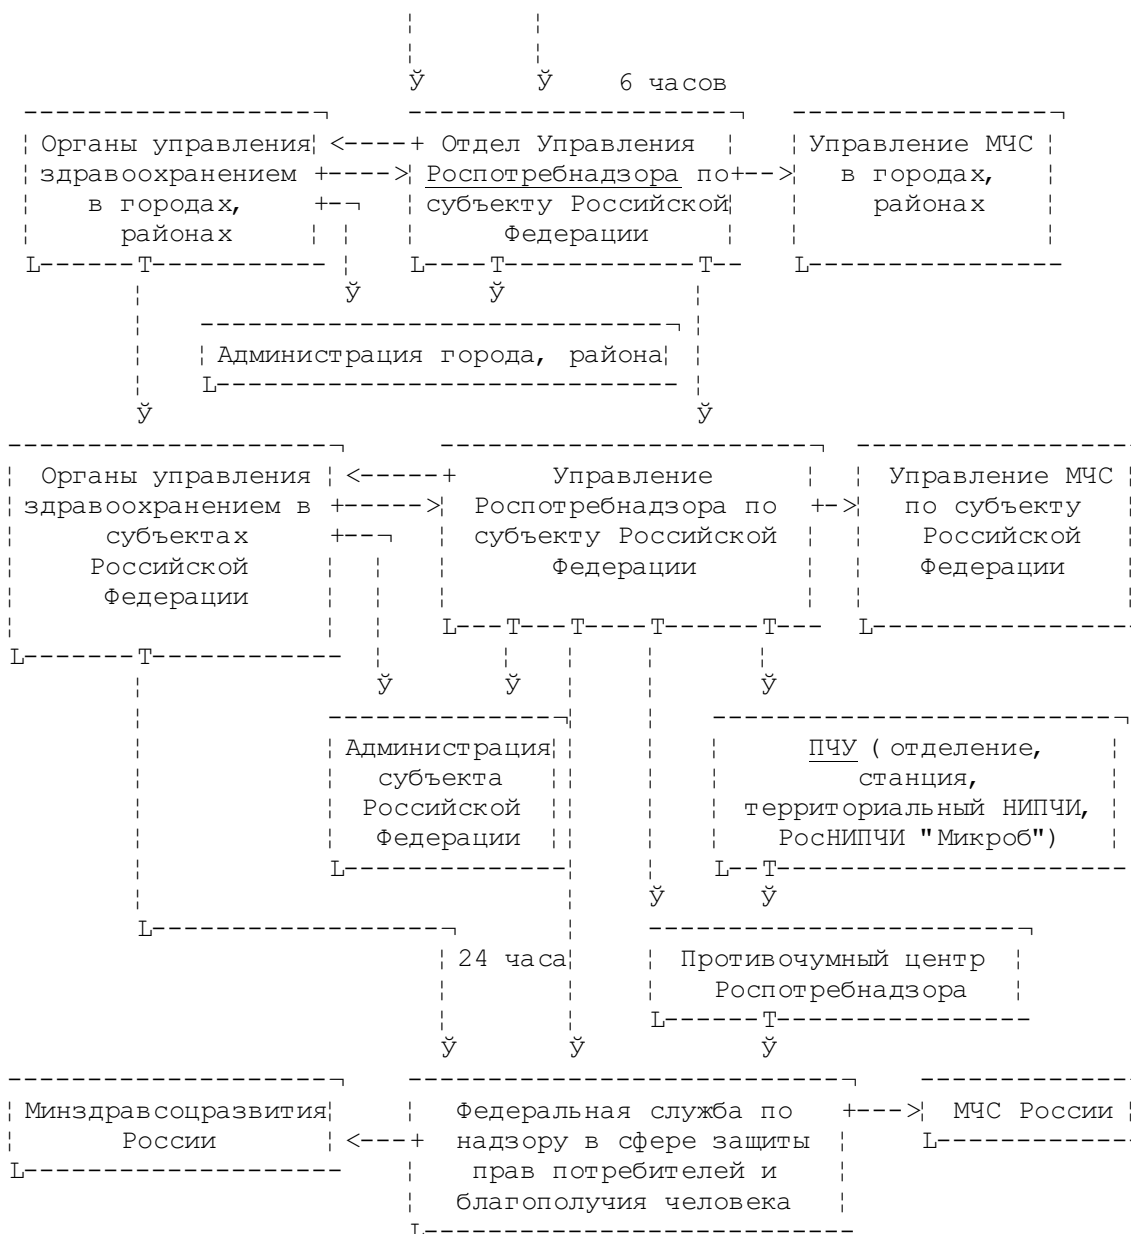 6 часов
Органы управления
здравоохранением
в городах,
районах
Отдел Управления
Роспотребнадзора по
субъекту Российской
Федерации
Управление МЧС
в городах,
районах
Администрация города, района
Органы управления
здравоохранением в
субъектах
Российской
Федерации
Управление
Роспотребнадзора по
субъекту Российской
Федерации
Управление МЧС
по субъекту
Российской
Федерации
Администрация
субъекта
Российской
Федерации
ПЧУ (отделение,
станция,
территориальный НИПЧИ,
РосНИПЧИ "Микроб")
24 часа
Противочумный центр
Роспотребнадзора
Минздравсоцразвития
России
Федеральная служба по
надзору в сфере защиты
прав потребителей и
благополучия человека
МЧС России